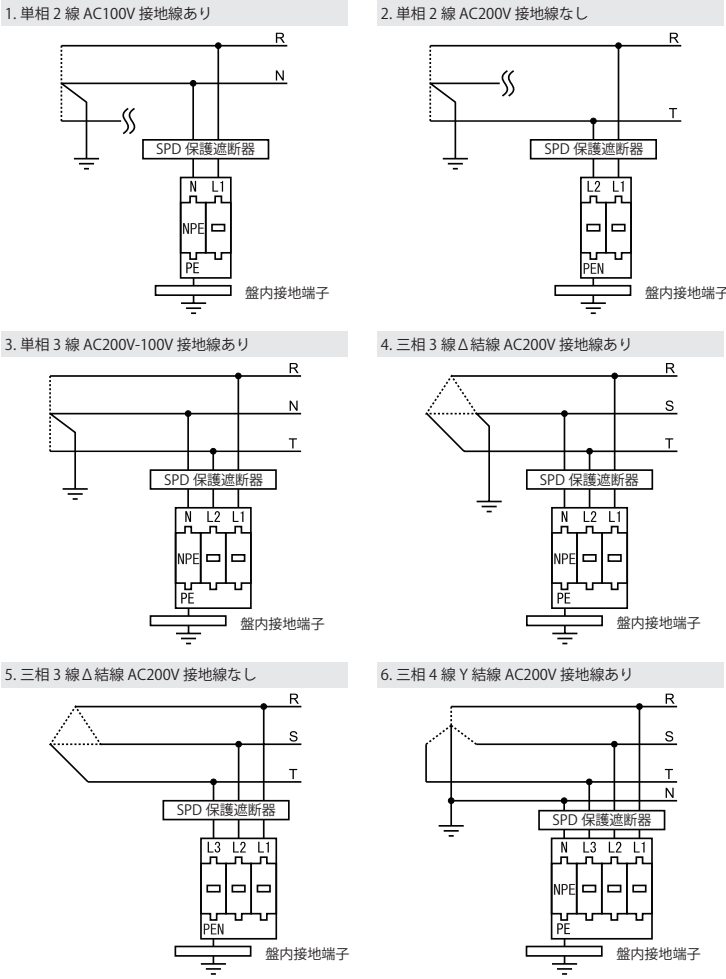 1. 単相 2 線 AC100V 接地線あり
R
N
SPD 保護遮断器
N L1
NPE
PE
盤内接地端子
2. 単相 2 線 AC200V 接地線なし
R
T
SPD 保護遮断器
L2 L1
PEN
盤内接地端子
3. 単相 3 線 AC200V-100V 接地線あり
R
N
T
SPD 保護遮断器
N L2 L1
NPE
PE
盤内接地端子
4. 三相 3 線 Δ 結線 AC200V 接地線あり
R
S
T
SPD 保護遮断器
N L2 L1
NPE
PE
盤内接地端子
5. 三相 3 線 Δ 結線 AC200V 接地線なし
R
S
T
SPD 保護遮断器
L3 L2 L1
PEN
盤内接地端子
6. 三相 4 線 Y 結線 AC200V 接地線あり
R
S
T
N
SPD 保護遮断器
N L3 L2 L1
NPE
PE
盤内接地端子